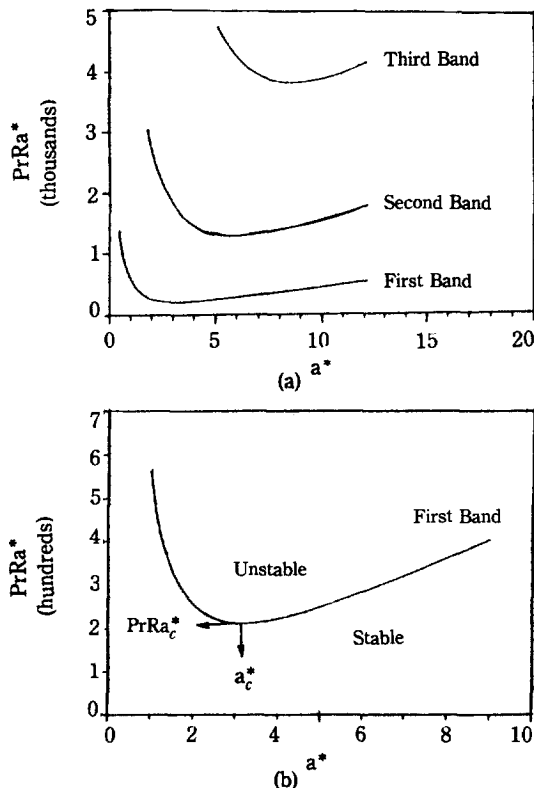 5
4
3
2
1
0
PrRa*
(thousands)
Third Band
Second Band
First Band
0 5 10 15 20
(a) a*
7
6
5
4
3
2
1
0
PrRa*
(hundreds)
First Band
Unstable
Stable
PrRa*c
a*c
0 2 4 6 8 10
a*
(b)